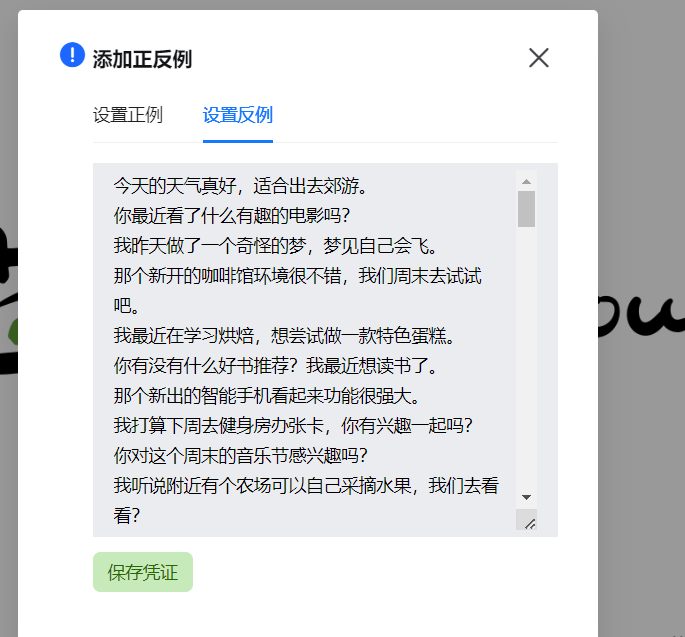 添加正反例
设置正例 设置反例
今天的天气真好，适合出去郊游。
你最近看了什么有趣的电影吗？
我昨天做了一个奇怪的梦，梦见自己会飞。
那个新开的咖啡馆环境很不错，我们周末去试试
吧。
我最近在学习烘焙，想尝试做一款特色蛋糕。
你有没有什么好书推荐？我最近想读书了。
那个新出的智能手机看起来功能很强大。
我打算下周去健身房办张卡，你有兴趣一起吗？
你对这个周末的音乐节感兴趣吗？
我听说附近有个农场可以自己采摘水果，我们去看
看？
保存凭证